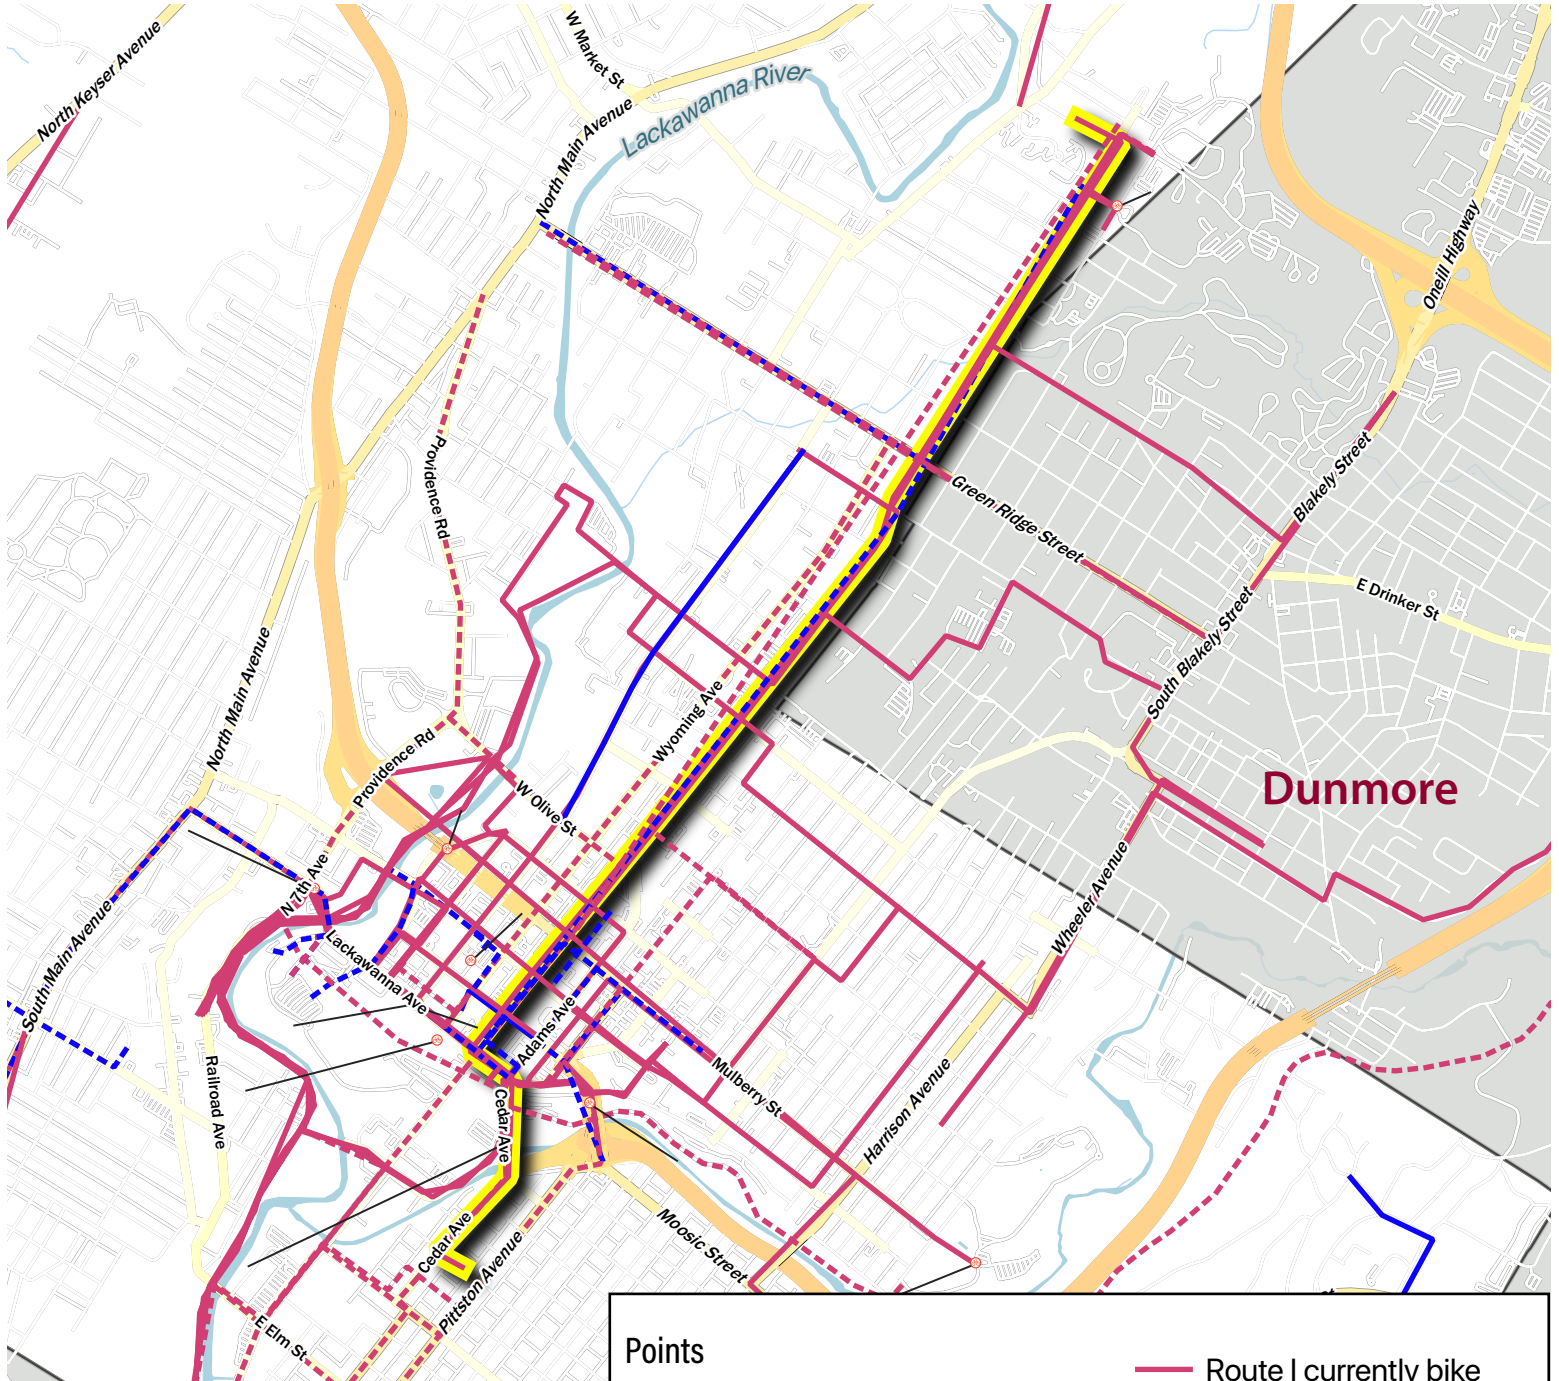 North Keyser Avenue
W Market St
North Main Avenue
Lackawanna River
Oneill Highway
Providence Rd
Blakely Street
Green Ridge Street
E Drinker St
South Blakely Street
North Main Avenue
Wyoming Ave
Providence Rd
W Olive St
Dunmore
N 7th Ave
Wheeler Avenue
South Main Avenue
Lackawanna Ave
Adams Ave
Railroad Ave
Cedar Ave
Mulberry St
Harrison Avenue
Cedar Ave
Moosic Street
Pittston Avenue
E Elm St
Points
Route I currently bike